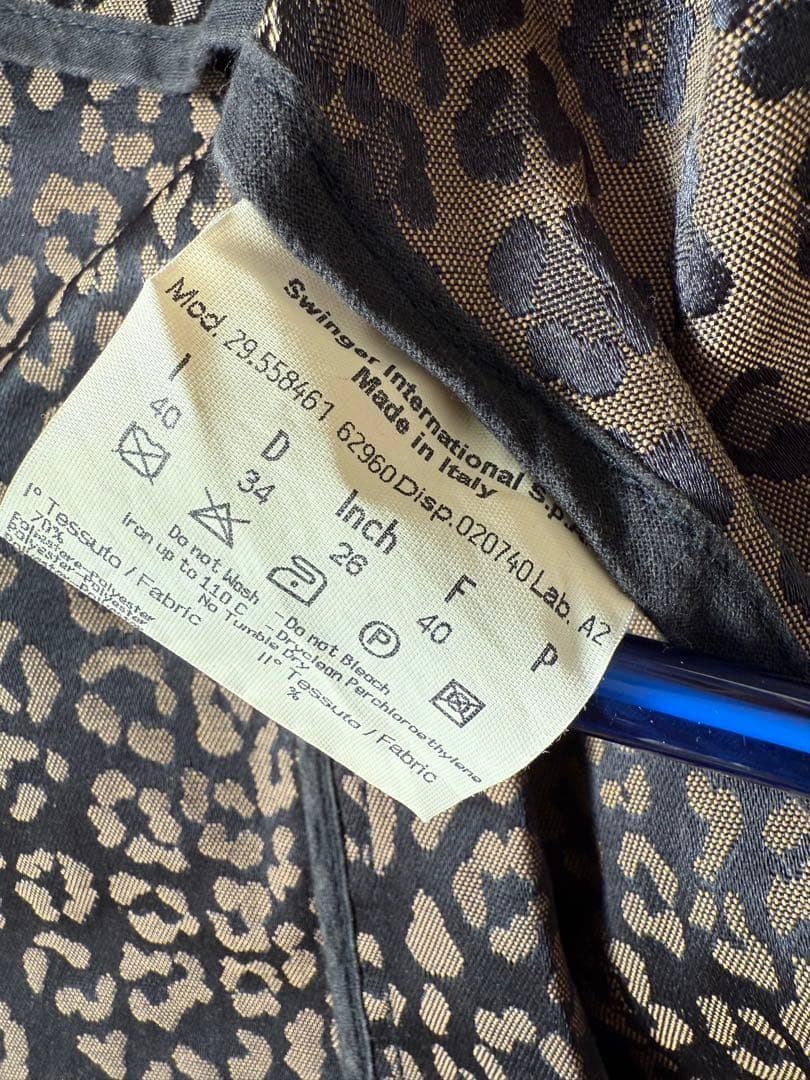 Swinger International S.p.
Made in Italy
Mod. 29.558461 62960 Disp.020740 Lab. A2
I D Inch F P
40 34 26 40
P
Do not Wash - Do not Bleach
Iron up to 110 C - Dryclean Perchloroethylene
No Tumble Dry
1° Tessuto / Fabric II° Tessuto / Fabric
70% %
Poliestere-Polyester